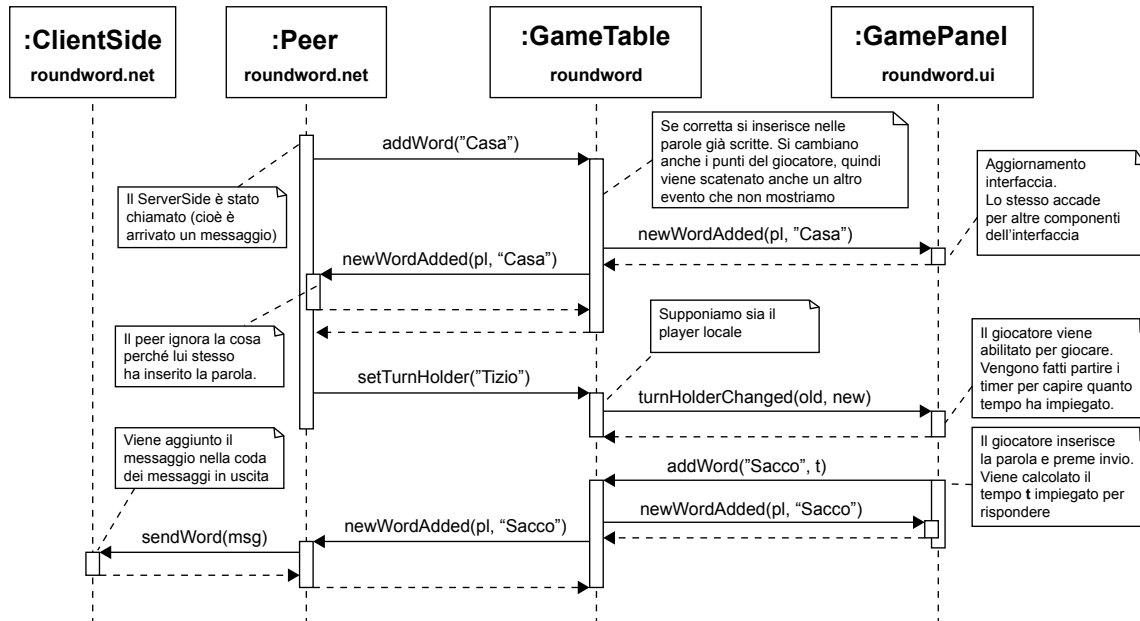 :ClientSide
roundword.net
:Peer
roundword.net
:GameTable
roundword
:GamePanel
roundword.ui
addWord("Casa")
Se corretta si inserisce nelle
parole già scritte. Si cambiano
anche i punti del giocatore, quindi
viene scatenato anche un altro
evento che non mostriamo
Il ServerSide è stato
chiamato (cioè è
arrivato un messaggio)
Aggiornamento
interfaccia.
Lo stesso accade
per altre componenti
dell'interfaccia
newWordAdded(pl, "Casa")
newWordAdded(pl, "Casa")
Il peer ignora la cosa
perché lui stesso
ha inserito la parola.
Supponiamo sia il
player locale
Il giocatore viene
abilitato per giocare.
Vengono fatti partire i
timer per capire quanto
tempo ha impiegato.
setTurnHolder("Tizio")
turnHolderChanged(old, new)
Viene aggiunto il
messaggio nella coda
dei messaggi in uscita
addWord("Sacco", t)
Il giocatore inserisce
la parola e preme invio.
Viene calcolato il
tempo t impiegato per
rispondere
newWordAdded(pl, "Sacco")
newWordAdded(pl, "Sacco")
sendWord(msg)